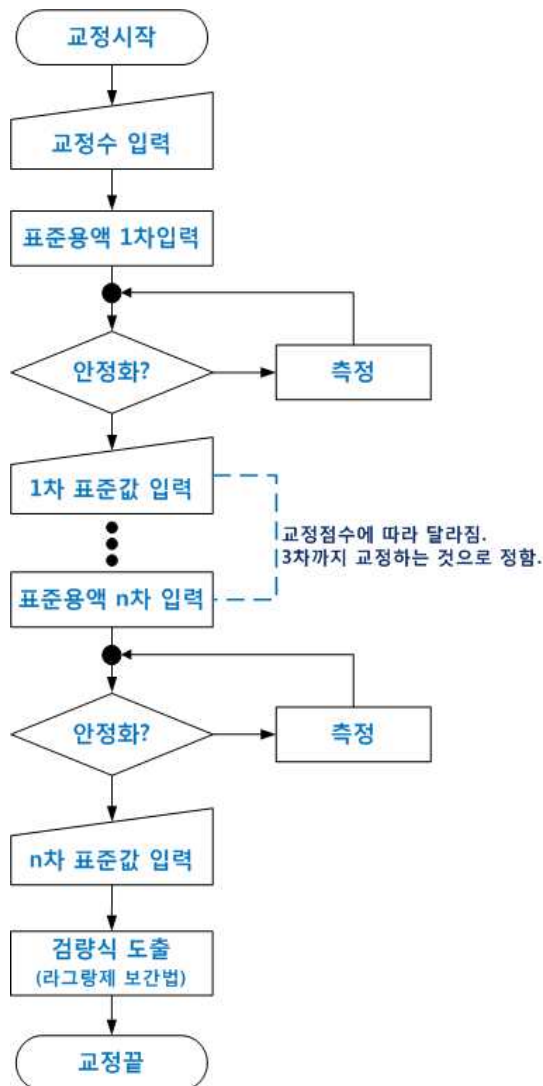 교정시작
교정수 입력
표준용액 1차입력
안정화?
측정
1차 표준값 입력
교정점수에 따라 달라짐.
3차까지 교정하는 것으로 정함.
표준용액 n차 입력
안정화?
측정
n차 표준값 입력
검량식 도출
(라그랑제 보간법)
교정끝